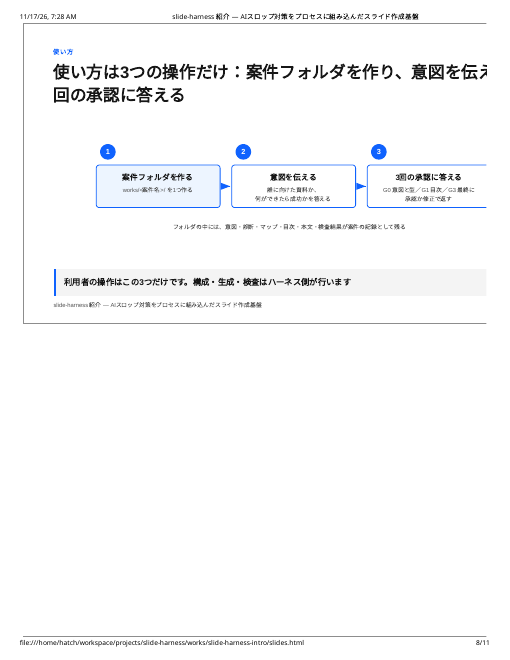 11/17/26, 7:28 AM
slide-harness 紹介 — AIスロップ対策をプロセスに組み込んだスライド作成基盤
使い方
使い方は3つの操作だけ：案件フォルダを作り、意図を伝え
回の承認に答える
1
2
3
案件フォルダを作る
works/<案件名>/ を1つ作る
意図を伝える
誰に向けた資料か、
何ができたら成功かを答える
3回の承認に答える
G0 意図と型／G1 目次／G3 最終に
承認か修正で返す
フォルダの中には、意図・診断・マップ・目次・本文・検査結果が案件の記録として残る
利用者の操作はこの3つだけです。構成・生成・検査はハーネス側が行います
slide-harness 紹介 — AIスロップ対策をプロセスに組み込んだスライド作成基盤
file:///home/hatch/workspace/projects/slide-harness/works/slide-harness-intro/slides.html
8/11